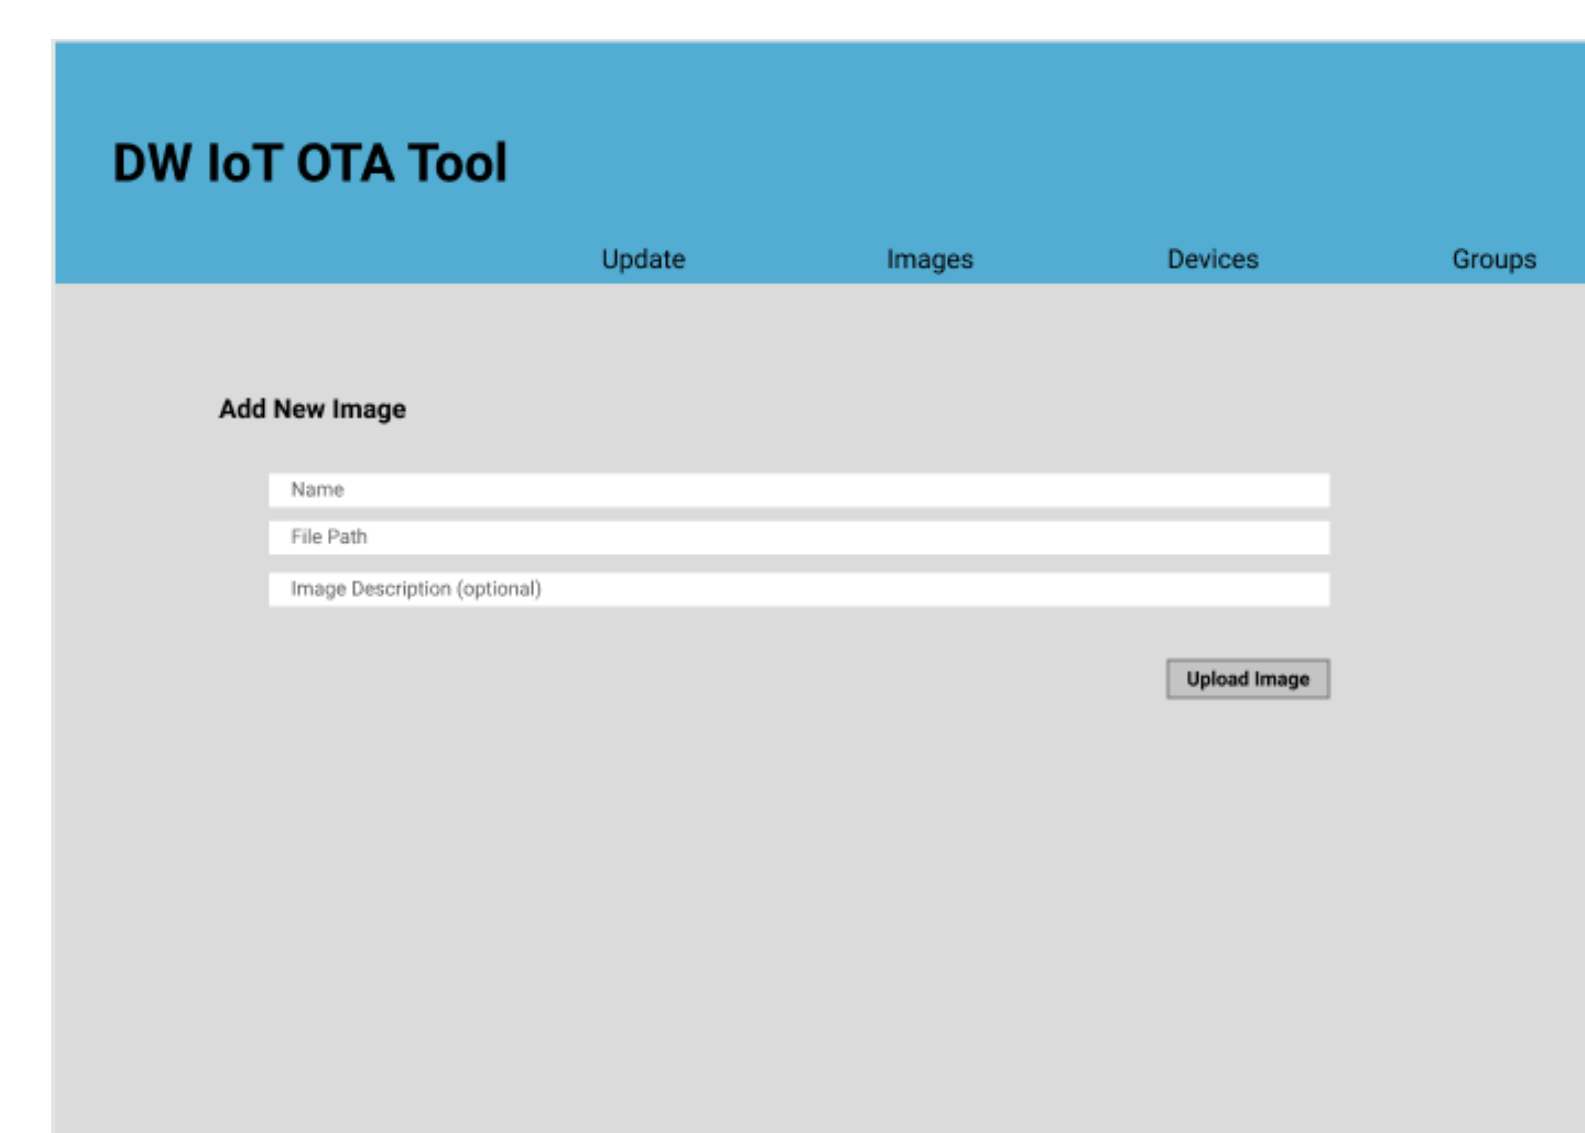 DW IoT OTA Tool
Update Images Devices Groups
Add New Image
Name
File Path
Image Description (optional)
Upload Image